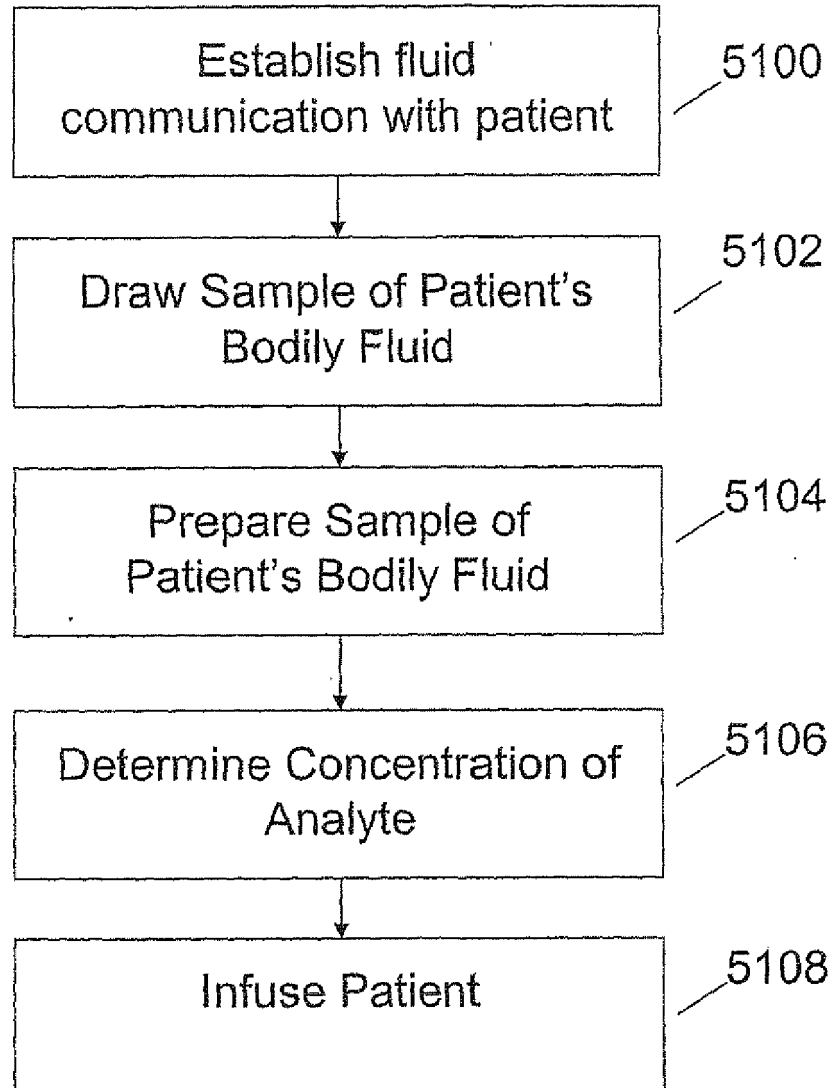 Establish fluid
communication with patient
5100
Draw Sample of Patient's
Bodily Fluid
5102
Prepare Sample of
Patient's Bodily Fluid
5104
Determine Concentration of
Analyte
5106
Infuse Patient
5108